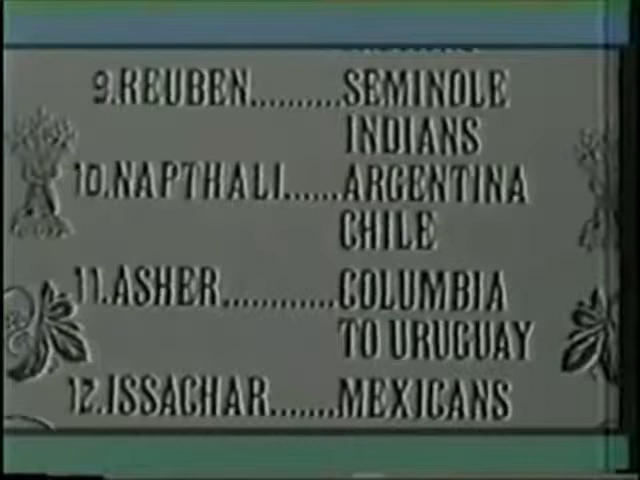 9.REUBEN..........SEMINOLE
INDIANS
10.NAPTHALI......ARGENTINA
CHILE
11.ASHER............COLUMBIA
TO URUGUAY
12.ISSACHAR.......MEXICANS